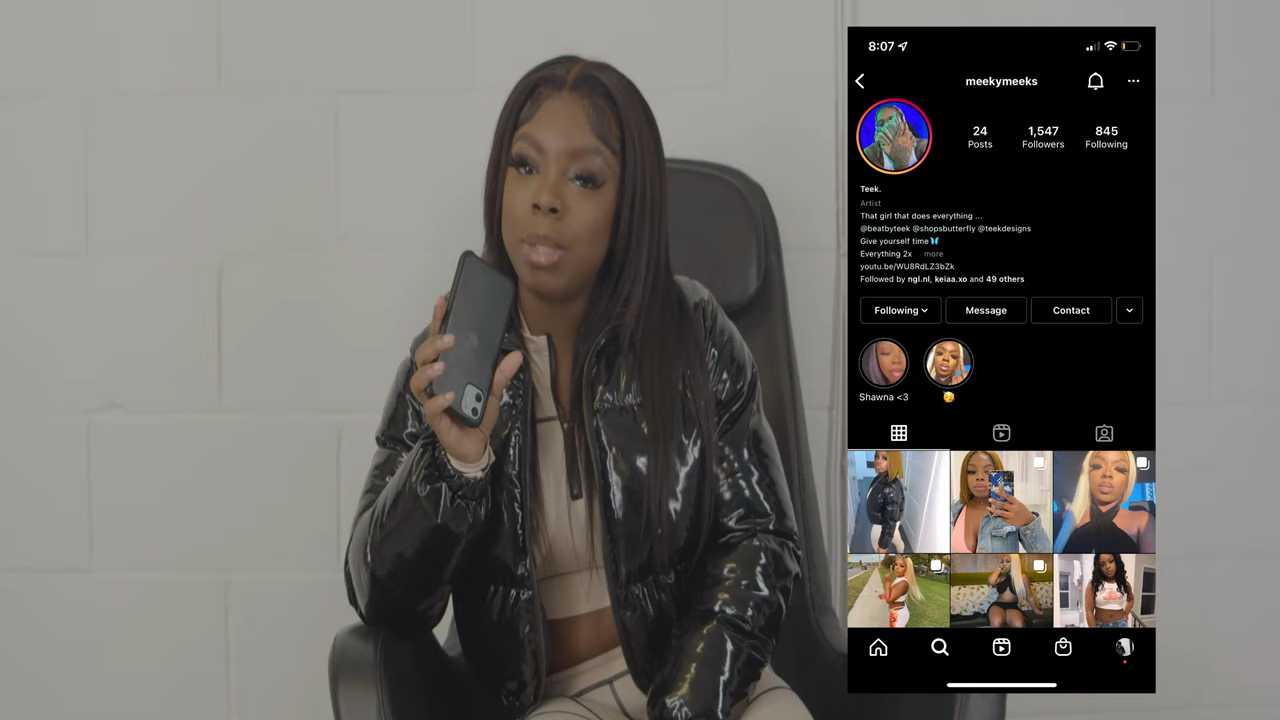 8:07
meekymeeks
24 1,547 845
Posts Followers Following
Teek.
Artist
That girl that does everything ...
@beatbyteek @shopsbutterfly @teekdesigns
Give yourself time🦋
Everything 2x more
youtu.be/WU8RdLZ3bZk
Followed by ngl.nl, keiaa.xo and 49 others
Following Message Contact
Shawna <3 🥳